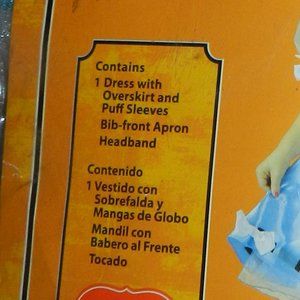 Contains
1 Dress with
Overskirt and
Puff Sleeves
Bib-front Apron
Headband
Contenido
1 Vestido con
Sobrefalda y
Mangas de Globo
Mandil con
Babero al Frente
Tocado